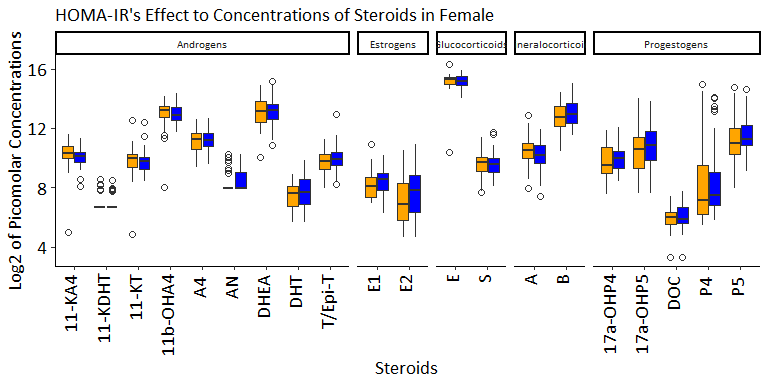 HOMA-IR's Effect to Concentrations of Steroids in Female
Androgens
Estrogens
Glucocorticoids
neralocorticoi
Progestogens
Log2 of Picomolar Concentrations
16
12
8
4
11-KA4
11-KDHT
11-KT
11b-OHA4
A4
AN
DHEA
DHT
T/Epi-T
E1
E2
E
S
A
B
17a-OHP4
17a-OHP5
DOC
P4
P5
Steroids